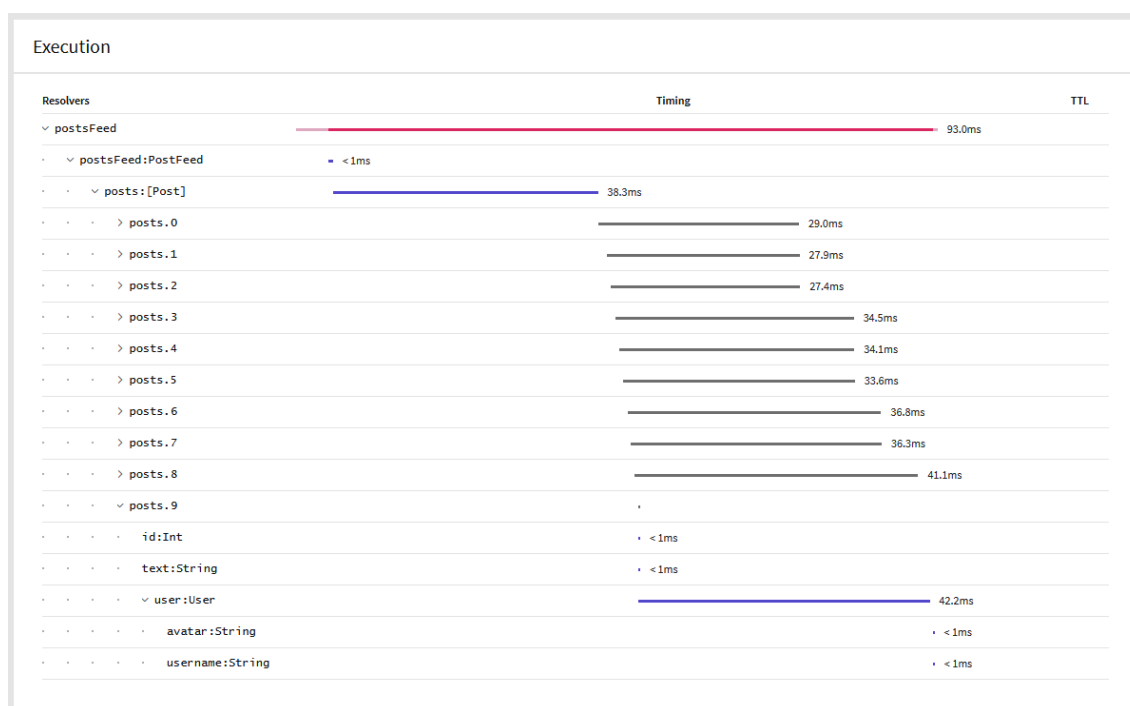 Execution
Resolvers Timing TTL
postsFeed 93.0ms
postsFeed:PostFeed <1ms
posts:[Post] 38.3ms
posts.0 29.0ms
posts.1 27.9ms
posts.2 27.4ms
posts.3 34.5ms
posts.4 34.1ms
posts.5 33.6ms
posts.6 36.8ms
posts.7 36.3ms
posts.8 41.1ms
posts.9
id:Int <1ms
text:String <1ms
user:User 42.2ms
avatar:String <1ms
username:String <1ms